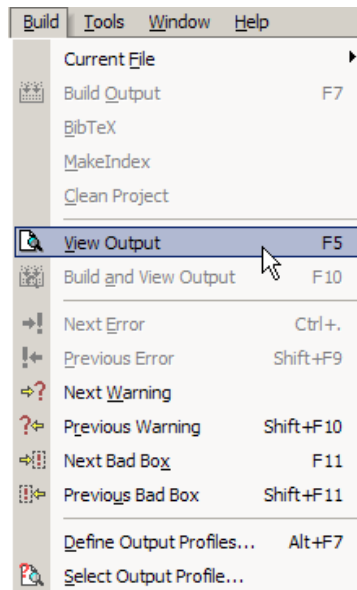 Build Tools Window Help
Current File
Build Output F7
BibTeX
MakeIndex
Clean Project
View Output F5
Build and View Output F10
Next Error Ctrl+.
Previous Error Shift+F9
Next Warning
Previous Warning Shift+F10
Next Bad Box F11
Previous Bad Box Shift+F11
Define Output Profiles... Alt+F7
Select Output Profile...